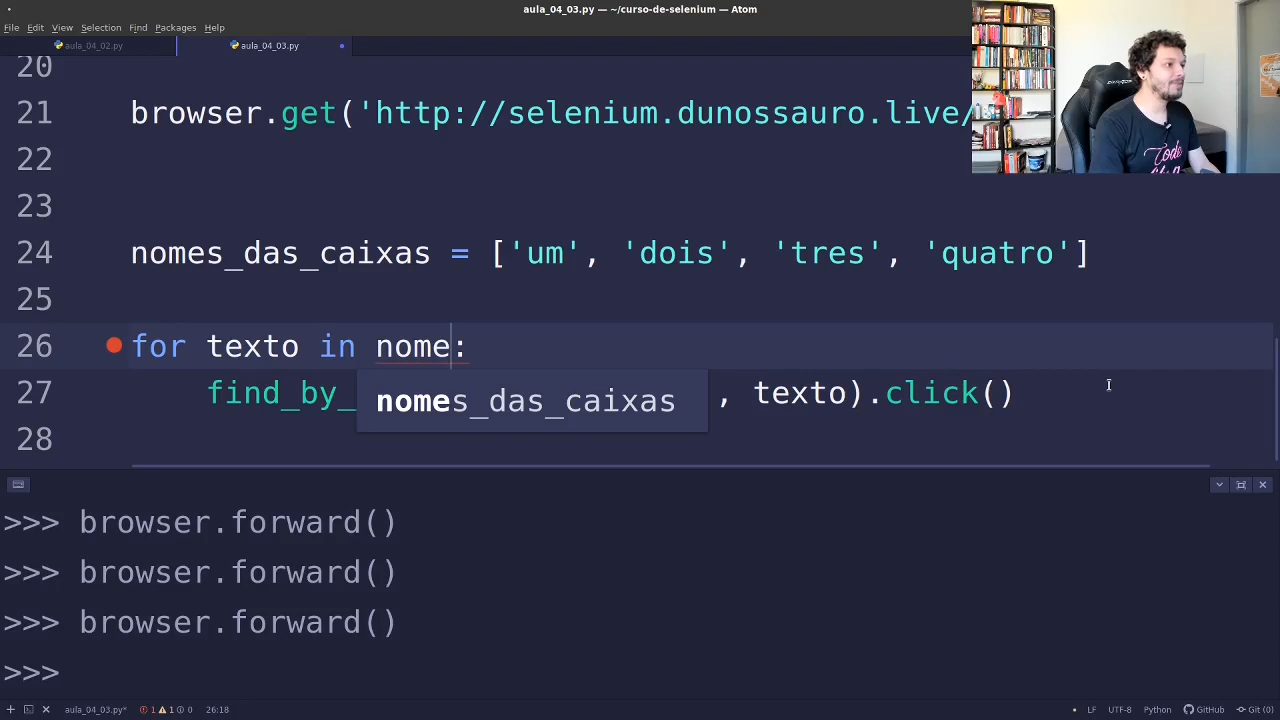 aula_04_03.py — ~/curso-de-selenium — Atom
File Edit View Selection Find Packages Help
aula_04_02.py aula_04_03.py
20
21 browser.get('http://selenium.dunossauro.live/
22
23
24 nomes_das_caixas = ['um', 'dois', 'tres', 'quatro']
25
26 for texto in nome:
27 find_by_ , texto).click()
nomes_das_caixas
28
>>> browser.forward()
>>> browser.forward()
>>> browser.forward()
>>>
aula_04_03.py* 1 1 0 26:18 LF UTF-8 Python GitHub Git (0)